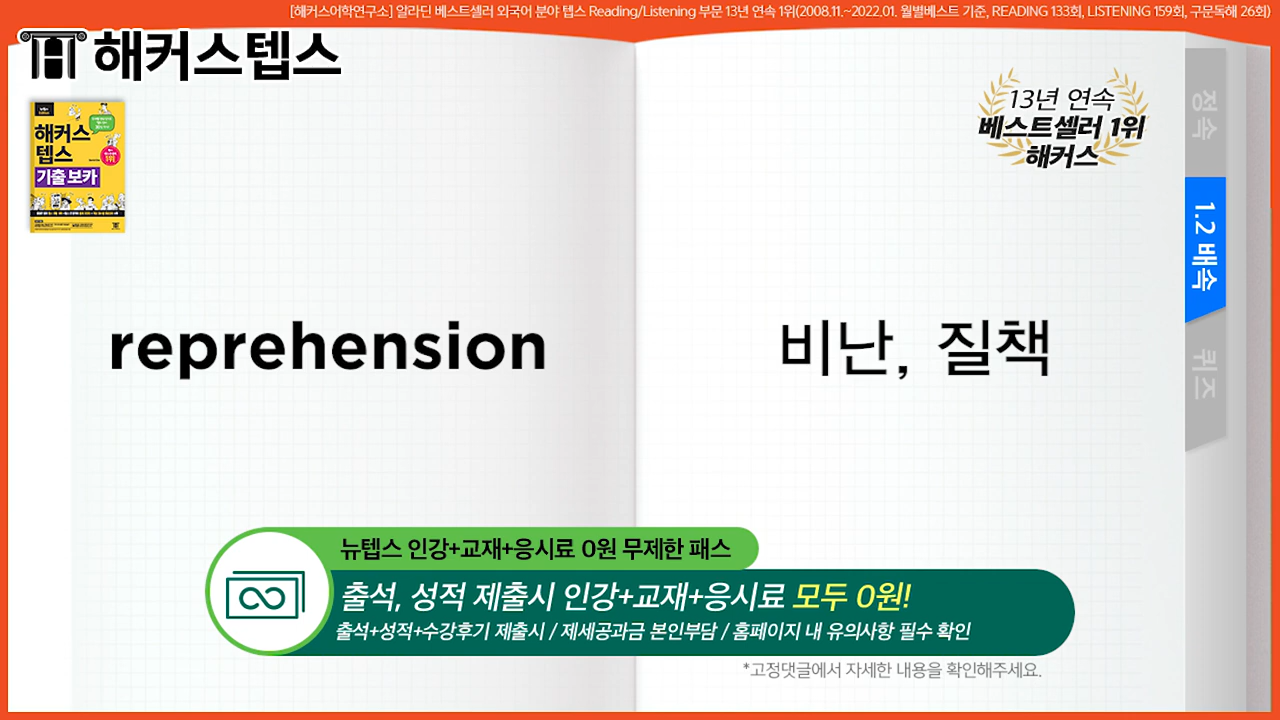 [해커스어학연구소] 알라딘 베스트셀러 외국어 분야 텝스 Reading/Listening 부문 13년 연속 1위(2008.11.~2022.01. 월별베스트 기준, READING 133회, LISTENING 159회, 구문독해 26회)
해커스텝스
해커스
텝스
기출 보카
13년 연속
베스트셀러 1위
해커스
정속
1.2 배속
퀴즈
reprehension
비난, 질책
뉴텝스 인강+교재+응시료 0원 무제한 패스
출석, 성적 제출시 인강+교재+응시료 모두 0원!
출석+성적+수강후기 제출시 / 제세공과금 본인부담 / 홈페이지 내 유의사항 필수 확인
*고정댓글에서 자세한 내용을 확인해주세요.